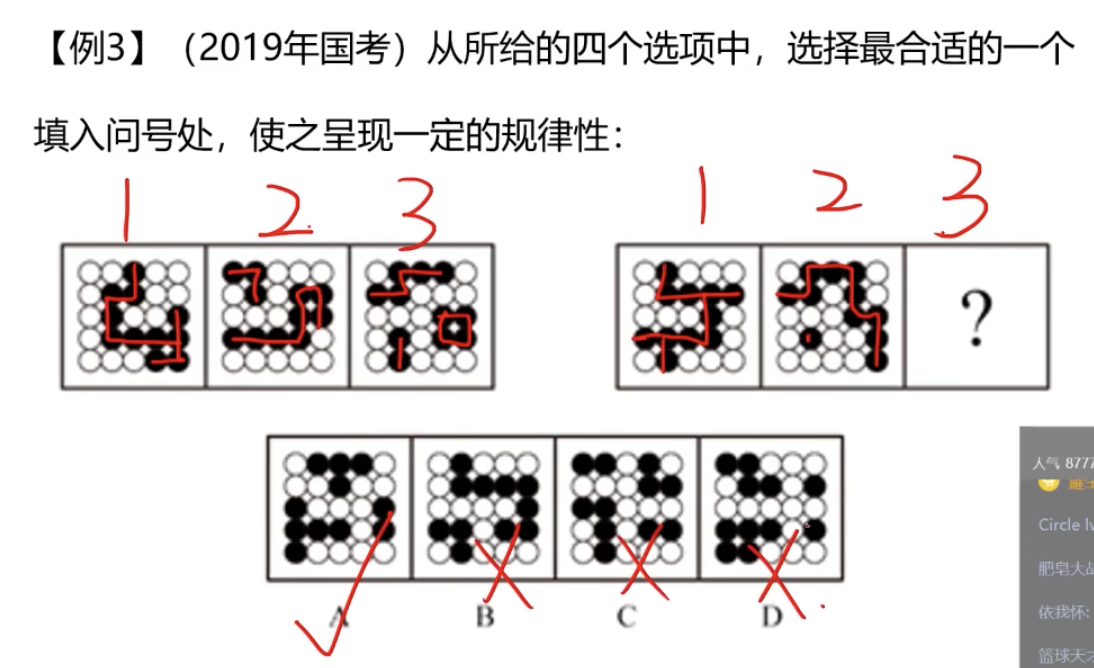 【例3】（2019年国考）从所给的四个选项中，选择最合适的一个
填入问号处，使之呈现一定的规律性：
1 2 3 1 2 3
?
A B C D
人气 8777
Circle lv
肥皂大战
依我怀:
篮球天才